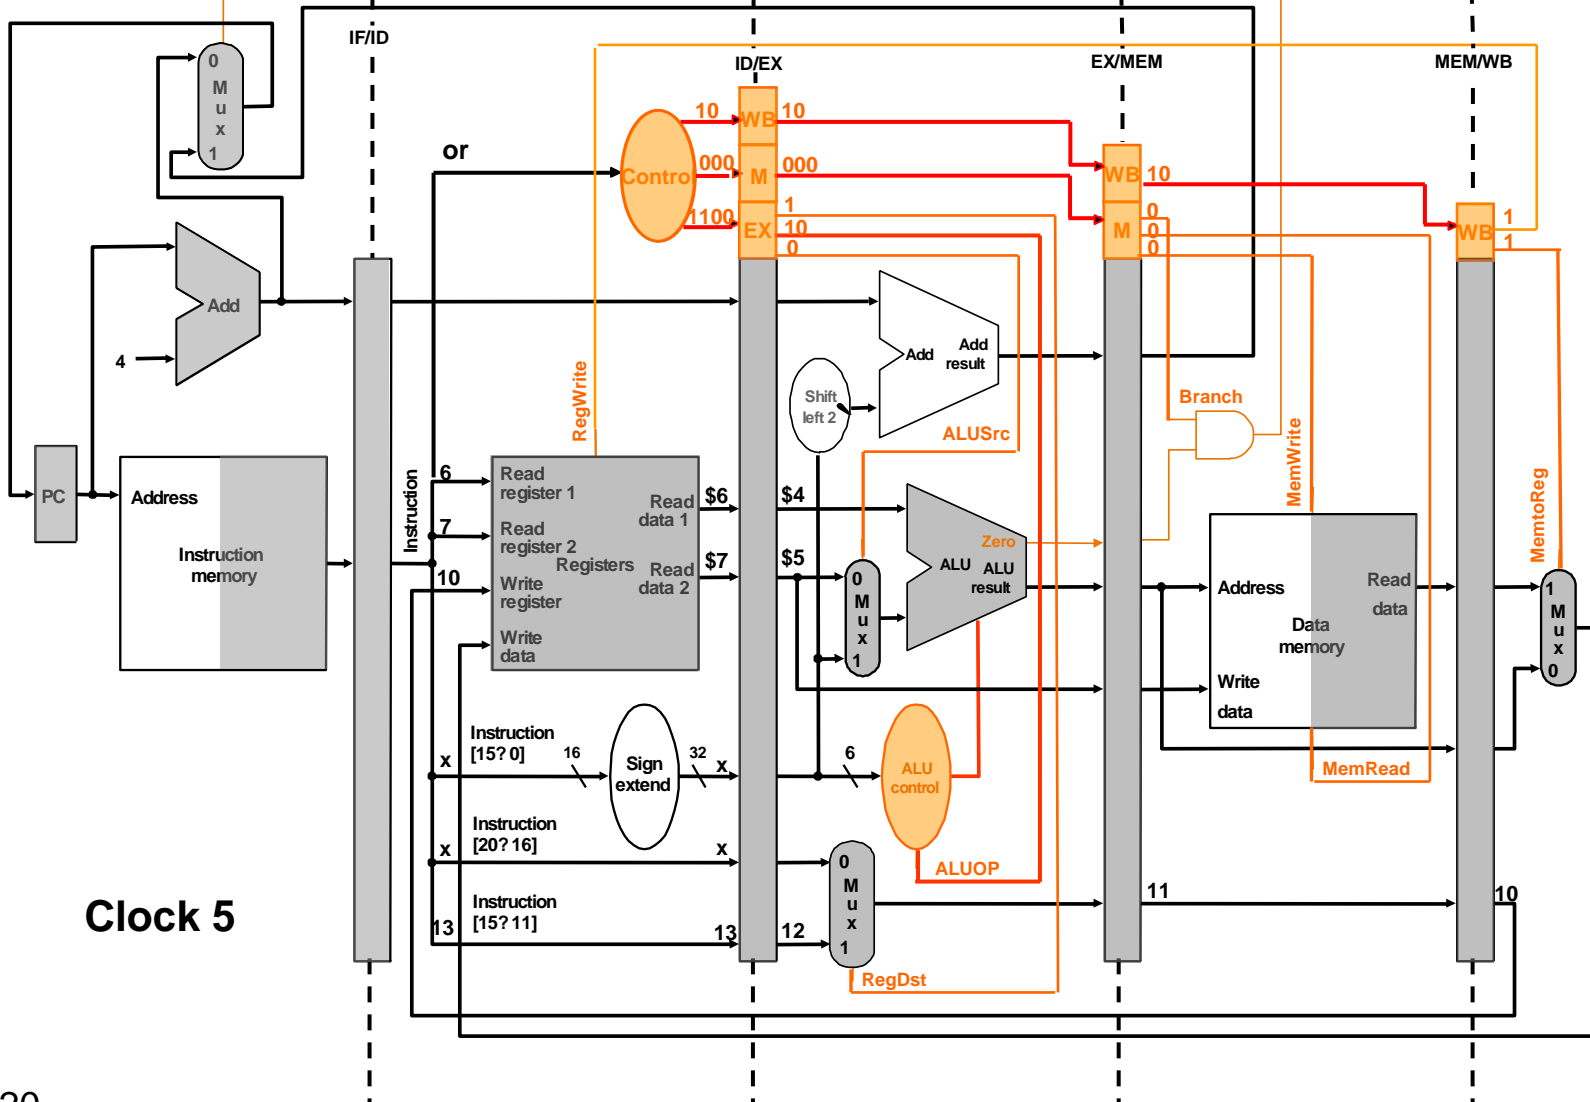 IF/ID
ID/EX
EX/MEM
MEM/WB
0
M
u
x
1
or
Contro
10
000
1100
WB
M
EX
10
000
1
10
0
WB
M
10
0
0
0
WB
1
1
Add
4
RegWrite
Shift
left 2
Add
Add
result
ALUSrc
Branch
MemWrite
MemtoReg
PC
Address
Instruction
memory
Instruction
6
7
10
Read
register 1
Read
register 2
Write
register
Write
data
Registers
Read
data 1
Read
data 2
$6
$7
$4
$5
0
M
u
x
1
Zero
ALU
ALU
result
Address
Write
data
Data
memory
Read
data
1
M
u
x
0
Instruction
[15?0]
x
16
Sign
extend
32
x
6
ALU
control
MemRead
Instruction
[20?16]
x
x
ALUOP
Instruction
[15?11]
13
13
12
0
M
u
x
1
RegDst
11
10
Clock 5